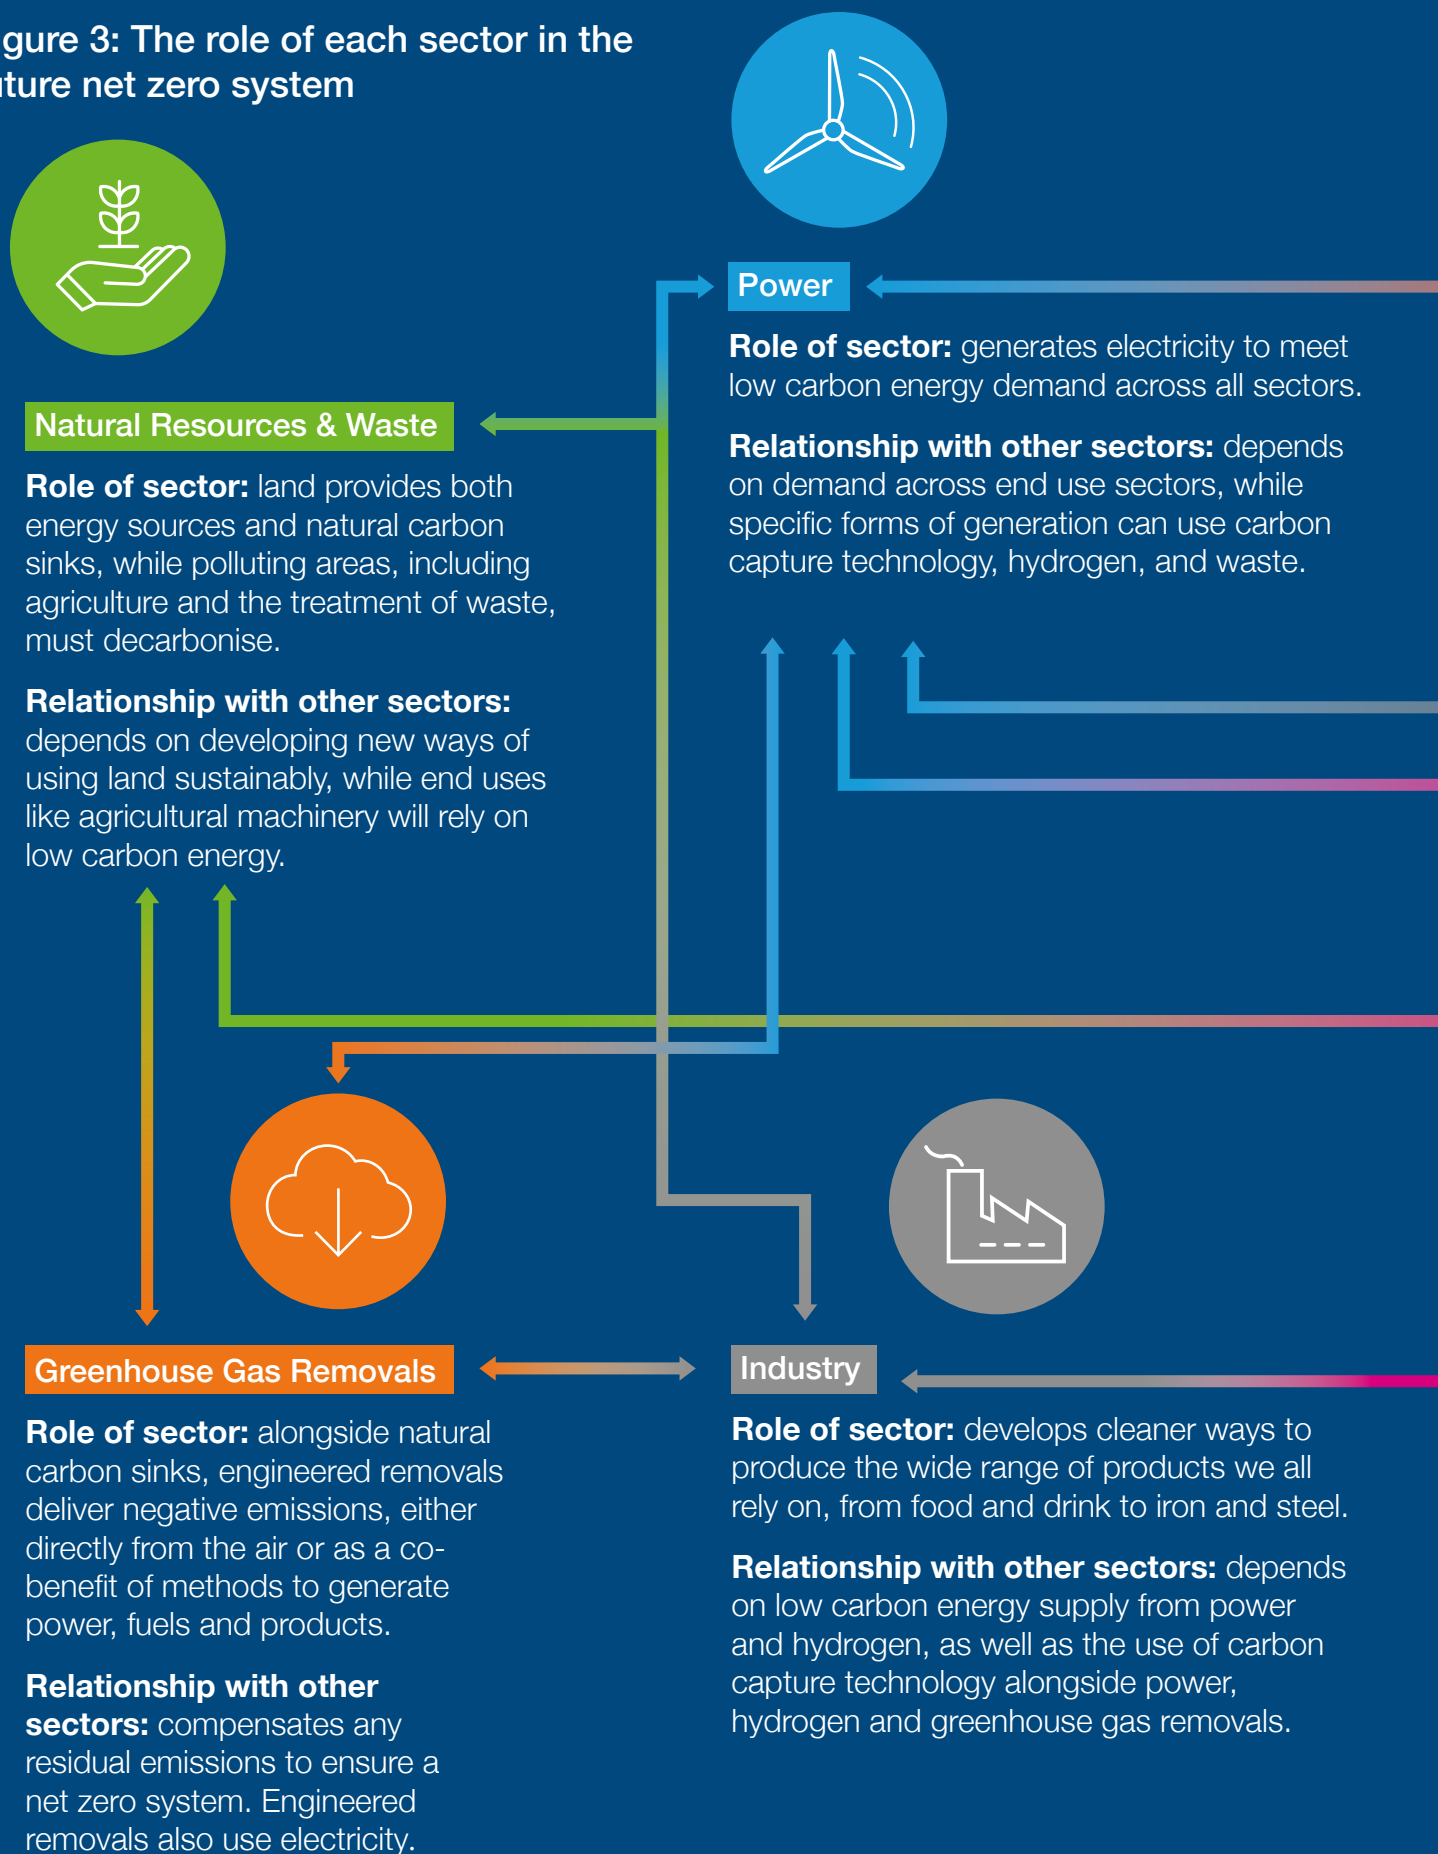 gure 3: The role of each sector in the
ture net zero system
Natural Resources & Waste
Role of sector: land provides both
energy sources and natural carbon
sinks, while polluting areas, including
agriculture and the treatment of waste,
must decarbonise.
Relationship with other sectors:
depends on developing new ways of
using land sustainably, while end uses
like agricultural machinery will rely on
low carbon energy.
Power
Role of sector: generates electricity to meet
low carbon energy demand across all sectors.
Relationship with other sectors: depends
on demand across end use sectors, while
specific forms of generation can use carbon
capture technology, hydrogen, and waste.
Greenhouse Gas Removals
Role of sector: alongside natural
carbon sinks, engineered removals
deliver negative emissions, either
directly from the air or as a co-
benefit of methods to generate
power, fuels and products.
Relationship with other
sectors: compensates any
residual emissions to ensure a
net zero system. Engineered
removals also use electricity.
Industry
Role of sector: develops cleaner ways to
produce the wide range of products we all
rely on, from food and drink to iron and steel.
Relationship with other sectors: depends
on low carbon energy supply from power
and hydrogen, as well as the use of carbon
capture technology alongside power,
hydrogen and greenhouse gas removals.